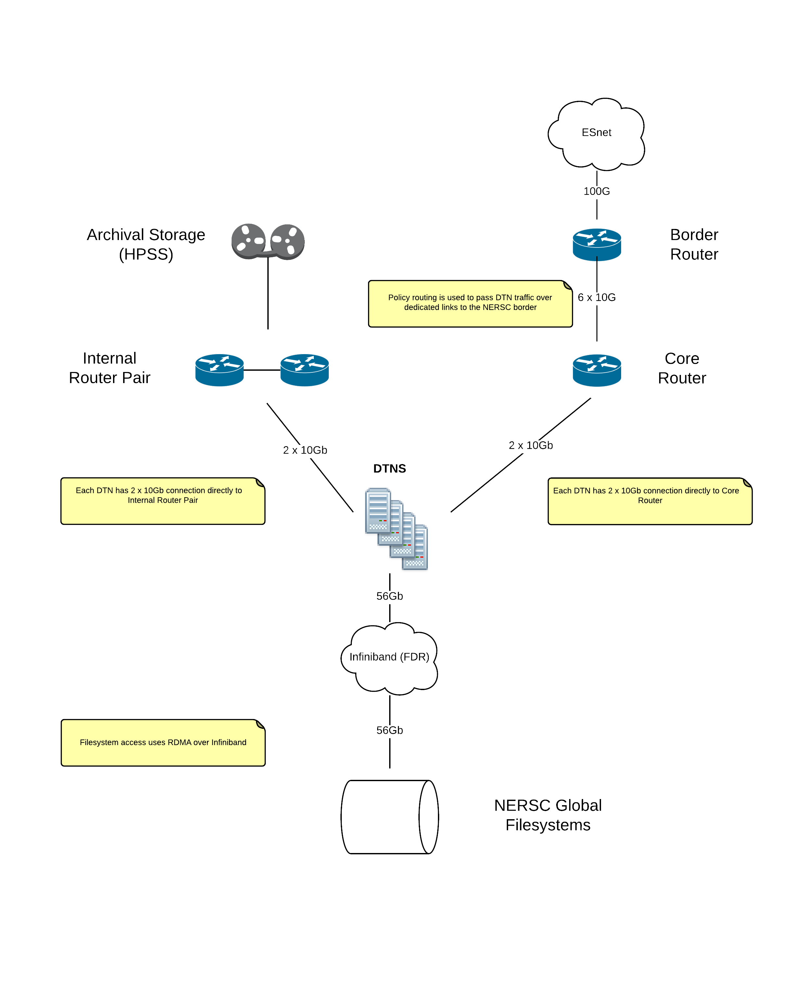 ESnet
100G
Archival Storage
(HPSS)
Border
Router
Policy routing is used to pass DTN traffic over
dedicated links to the NERSC border
6 x 10G
Internal
Router Pair
Core
Router
2 x 10Gb
2 x 10Gb
DTNS
Each DTN has 2 x 10Gb connection directly to
Internal Router Pair
Each DTN has 2 x 10Gb connection directly to Core
Router
56Gb
Infiniband (FDR)
56Gb
Filesystem access uses RDMA over Infiniband
NERSC Global
Filesystems